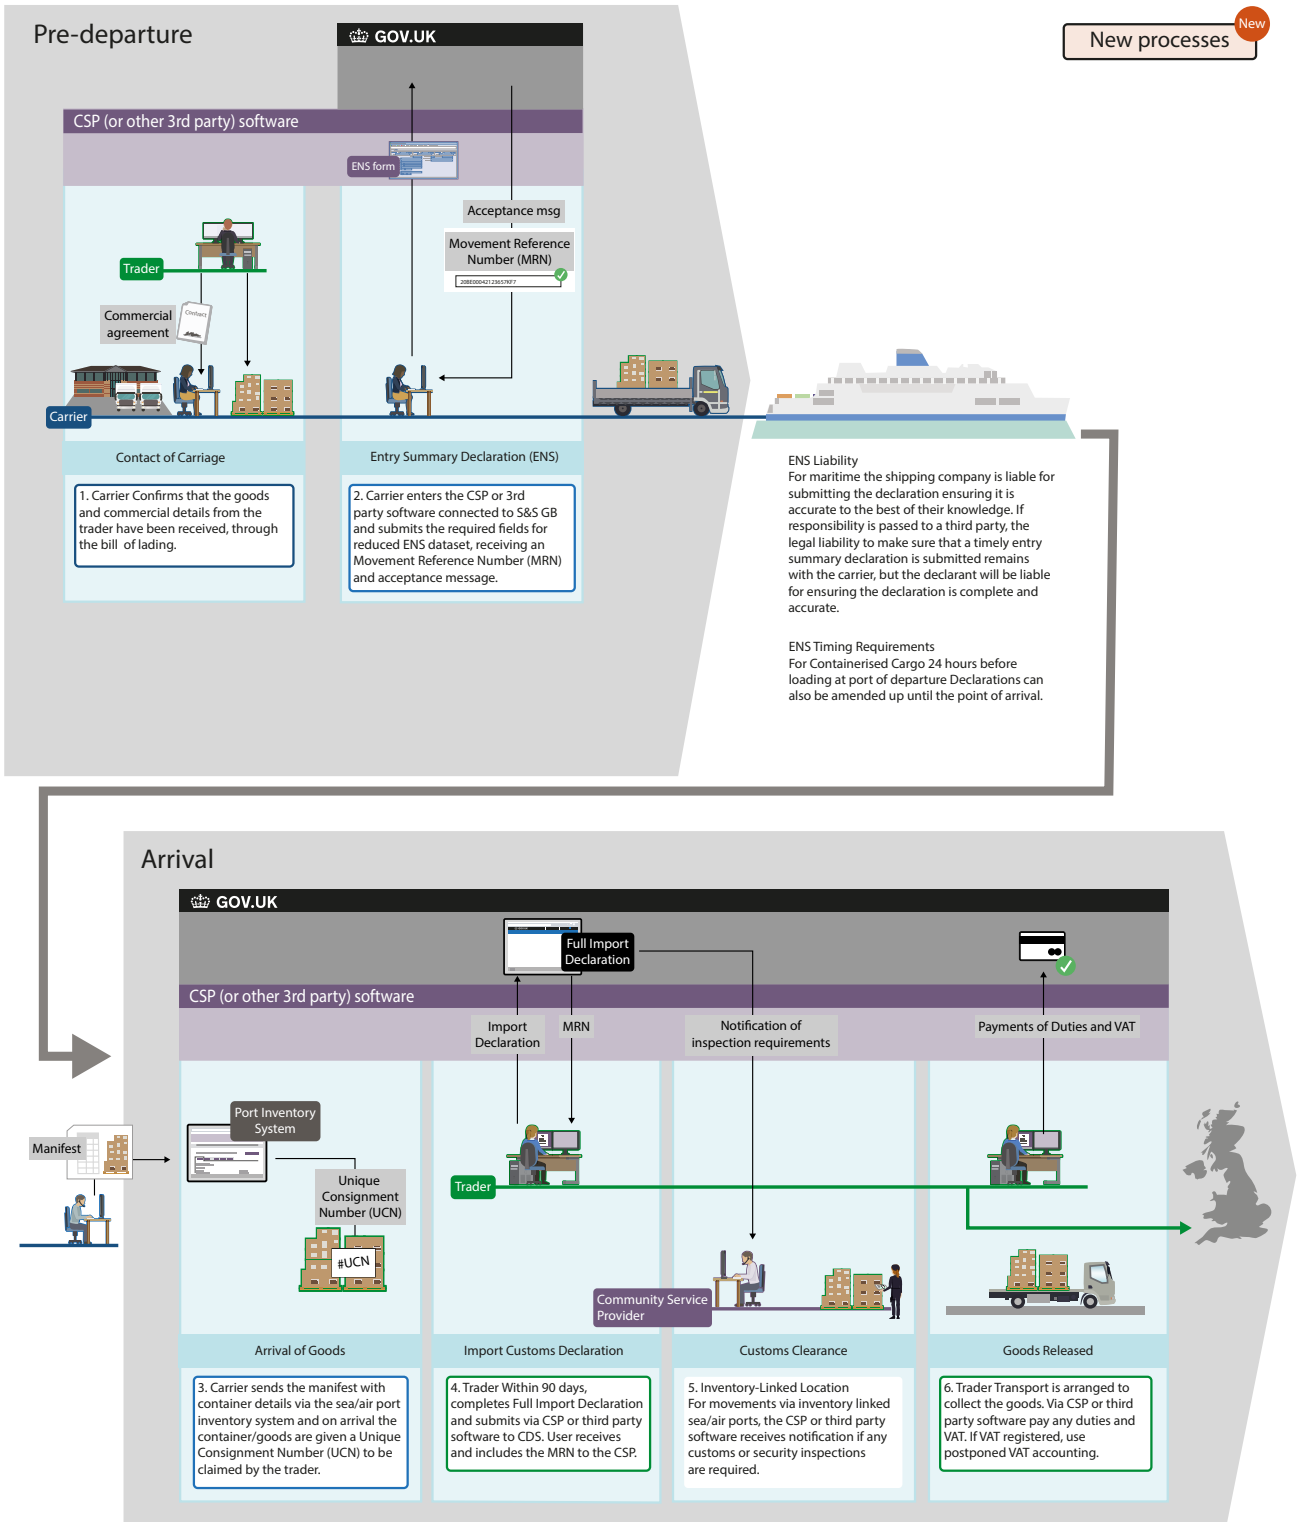 Pre-departure
GOV.UK
New
New processes
CSP (or other 3rd party) software
ENS form
Acceptance msg
Movement Reference
Number (MRN)
Trader
Commercial
agreement
Contact
Carrier
Contact of Carriage
Entry Summary Declaration (ENS)
1. Carrier Confirms that the goods
and commercial details from the
trader have been received, through
the bill of lading.
2. Carrier enters the CSP or 3rd
party software connected to S&S GB
and submits the required fields for
reduced ENS dataset, receiving an
Movement Reference Number (MRN)
and acceptance message.
ENS Liability
For maritime the shipping company is liable for
submitting the declaration ensuring it is
accurate to the best of their knowledge. If
responsibility is passed to a third party, the
legal liability to make sure that a timely entry
summary declaration is submitted remains
with the carrier, but the declarant will be liable
for ensuring the declaration is complete and
accurate.
ENS Timing Requirements
For Containerised Cargo 24 hours before
loading at port of departure Declarations can
also be amended up until the point of arrival.
Arrival
GOV.UK
Full Import
Declaration
CSP (or other 3rd party) software
Import
Declaration
MRN
Notification of
inspection requirements
Payments of Duties and VAT
Manifest
Port Inventory
System
Unique
Consignment
Number (UCN)
#UCN
Trader
Community Service
Provider
Arrival of Goods
Import Customs Declaration
Customs Clearance
Goods Released
3. Carrier sends the manifest with
container details via the sea/air port
inventory system and on arrival the
container/goods are given a Unique
Consignment Number (UCN) to be
claimed by the trader.
4. Trader Within 90 days,
completes Full Import Declaration
and submits via CSP or third party
software to CDS. User receives
and includes the MRN to the CSP.
5. Inventory-Linked Location
For movements via inventory linked
sea/air ports, the CSP or third party
software receives notification if any
customs or security inspections
are required.
6. Trader Transport is arranged to
collect the goods. Via CSP or third
party software pay any duties and
VAT. If VAT registered, use
postponed VAT accounting.